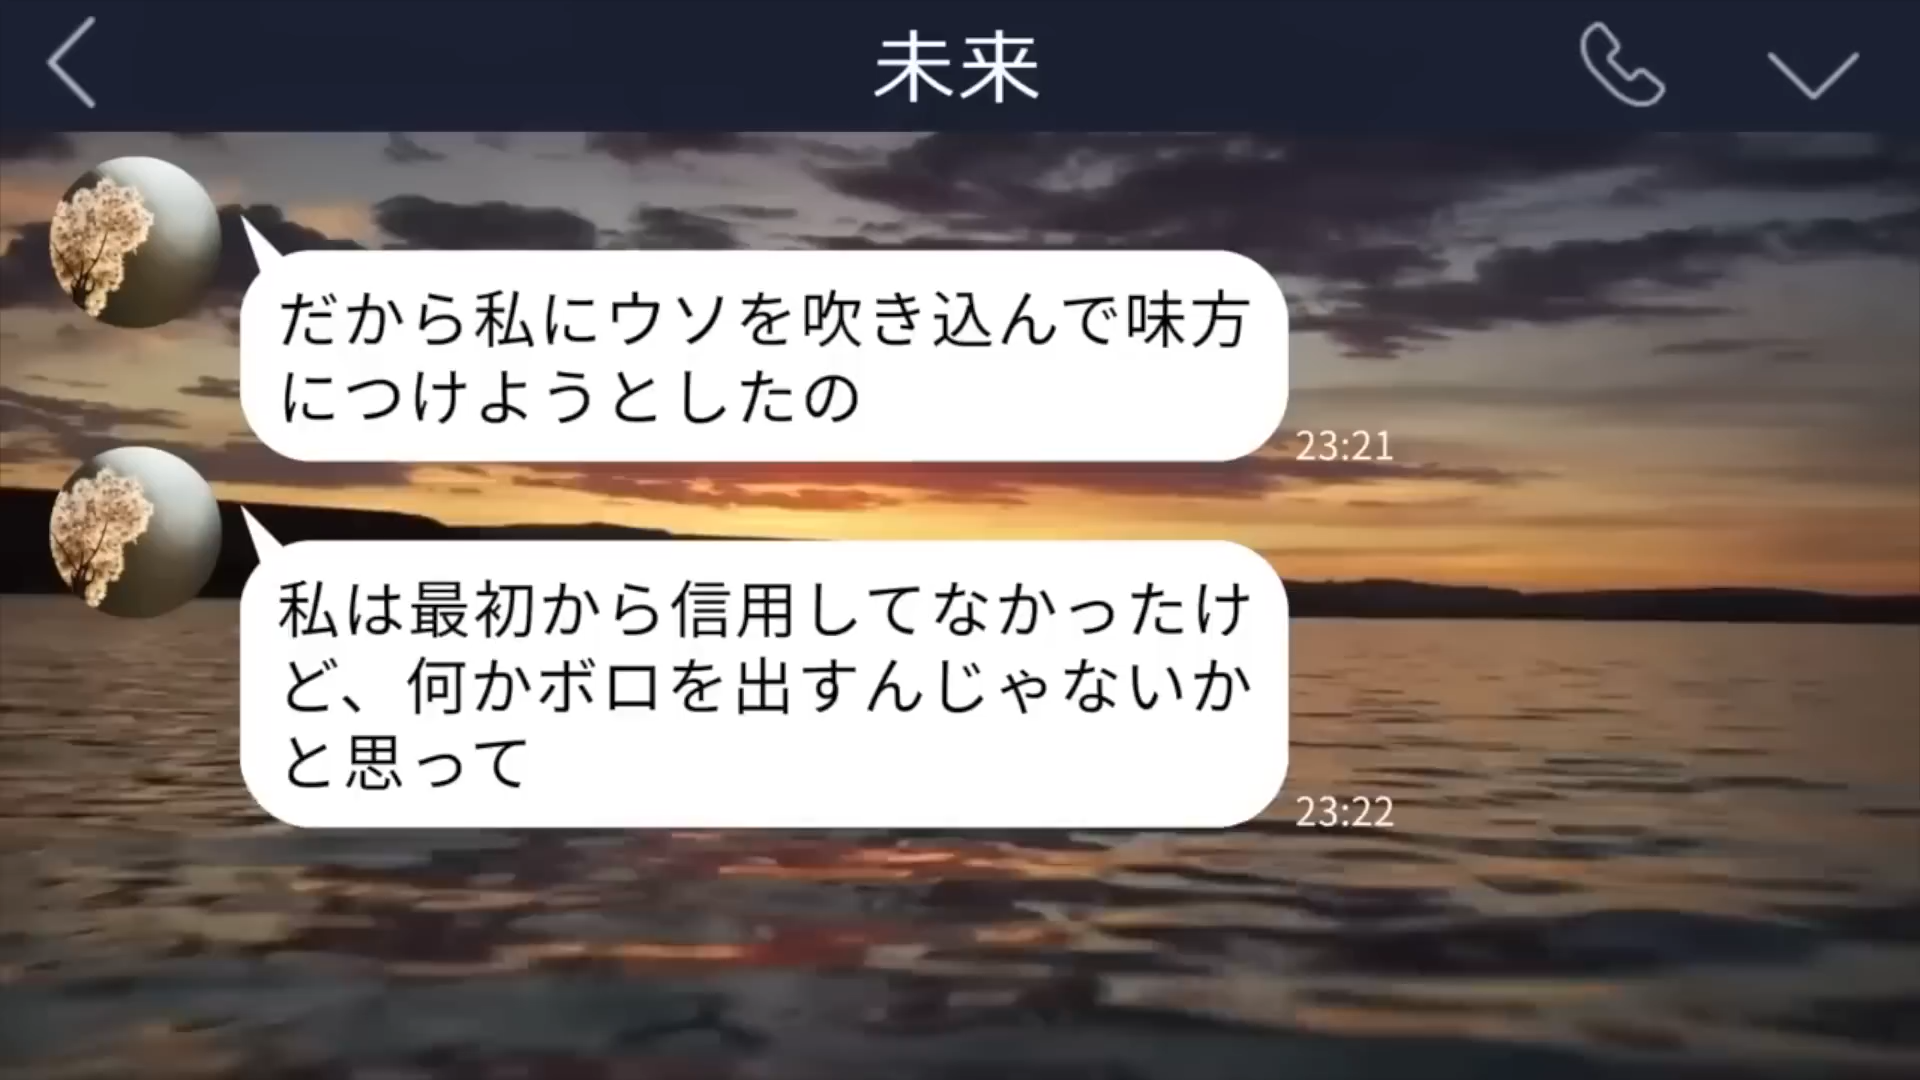 未来
だから私にウソを吹き込んで味方
につけようとしたの
23:21
私は最初から信用してなかったけ
ど、何かボロを出すんじゃないか
と思って
23:22